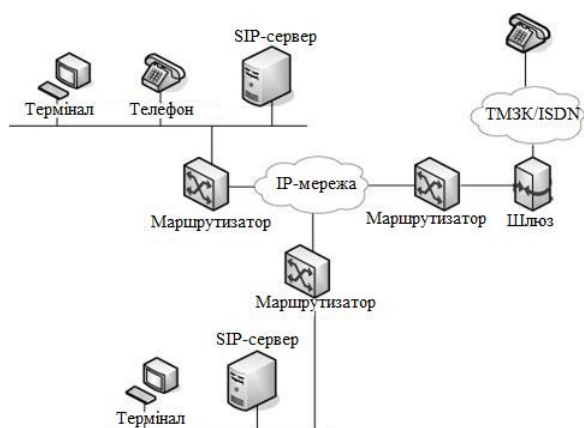 SIP-сервер
Термінал
Телефон
ТМЗК/ISDN
IP-мережа
Маршрутизатор
Маршрутизатор
Шлюз
Маршрутизатор
SIP-сервер
Термінал